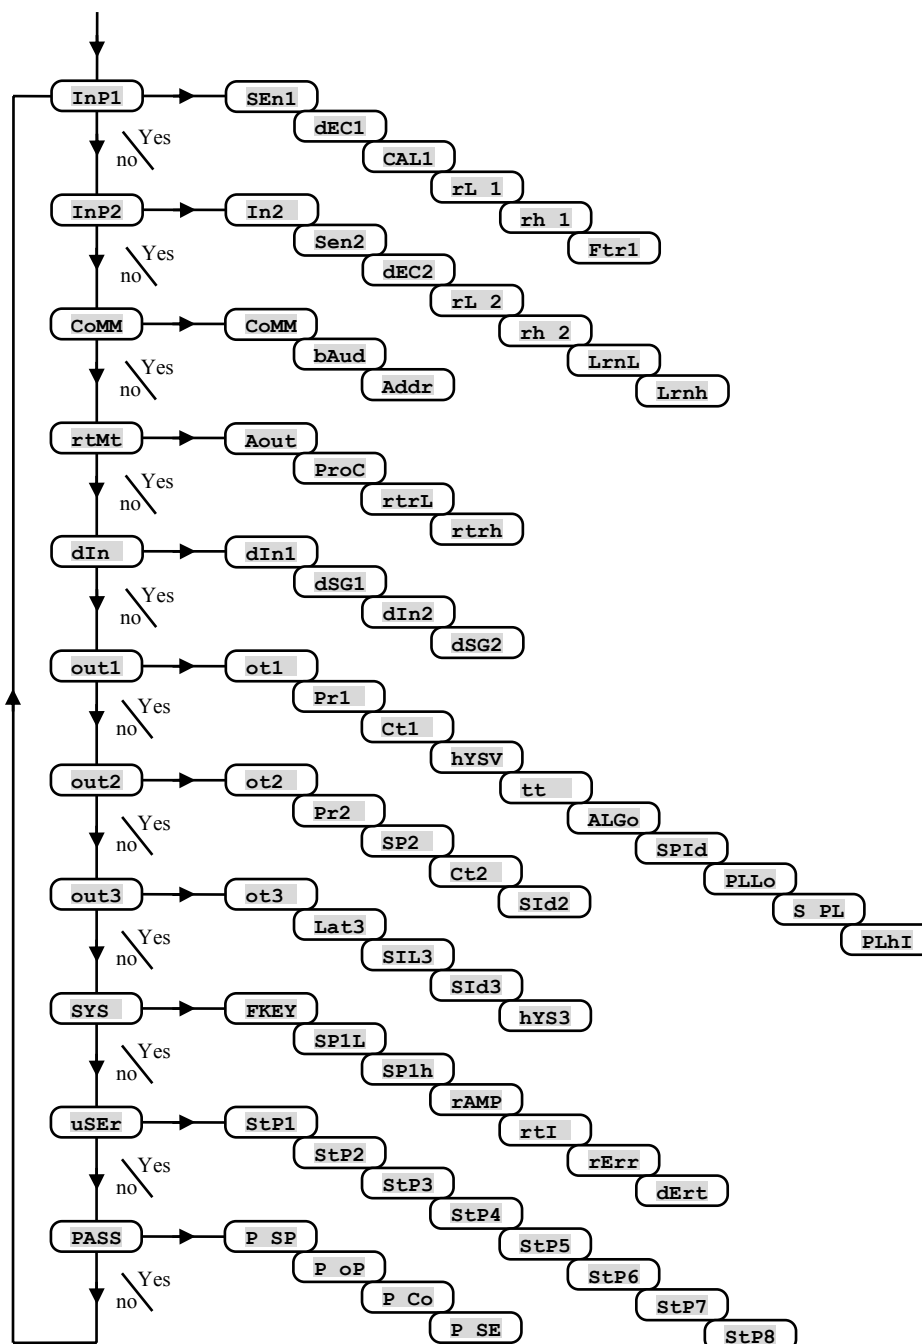 InP1 SEn1
dEC1
Yes
no CAL1
rL 1
InP2 In2 rh 1
Sen2 Ftr1
Yes
no dEC2
rL 2
CoMM CoMM rh 2
bAud LrnL
Yes
no Addr Lrnh
rtMt Aout
ProC
Yes
no rtrL
rtrh
dIn dIn1
dSG1
Yes
no dIn2
dSG2
out1 ot1
Pr1
Yes
no Ct1
hYSV
out2 ot2 tt
Pr2 ALGo
Yes
no SP2 SPId
Ct2 PLLo
out3 ot3 SId2 S PL
Lat3 PLhI
Yes
no SIL3
SId3
SYS FKEY hYS3
SP1L
Yes
no SP1h
rAMP
uSEr StP1 rtI
StP2 rErr
Yes
no StP3 dErt
StP4
PASS P SP StP5
P oP StP6
Yes
no P Co StP7
P SE StP8